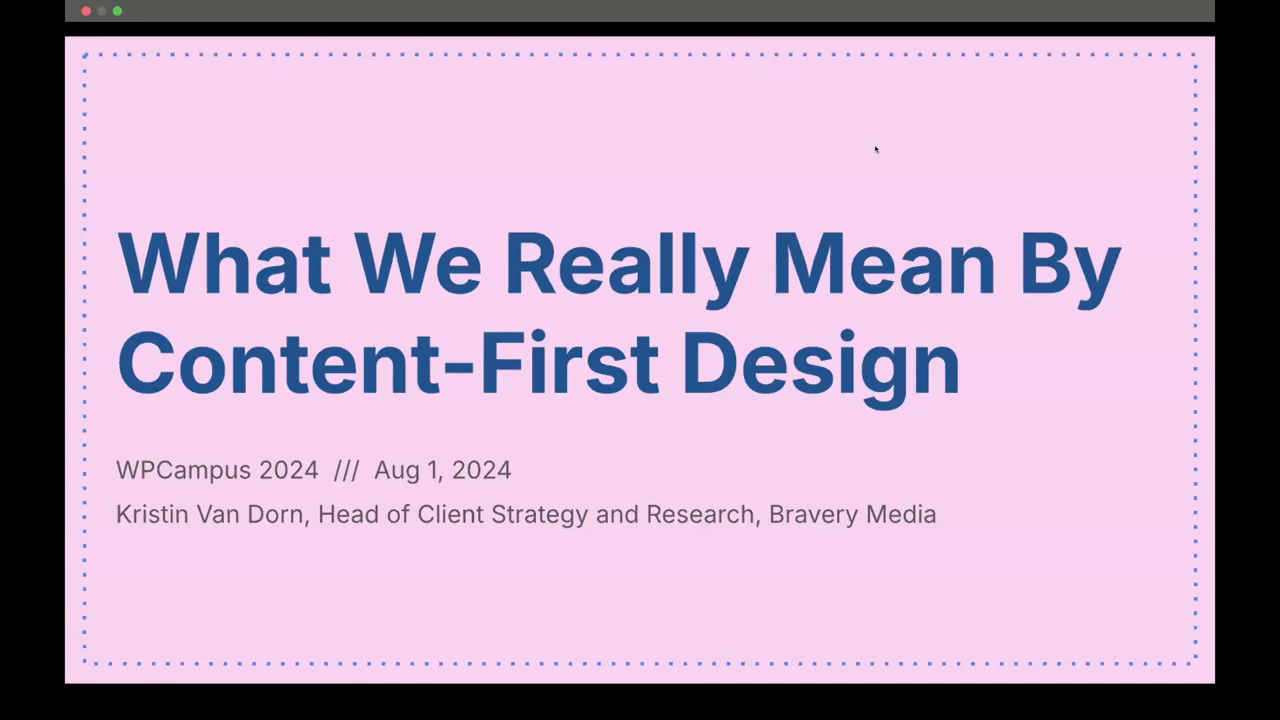 What We Really Mean By
Content-First Design
WPCampus 2024 /// Aug 1, 2024
Kristin Van Dorn, Head of Client Strategy and Research, Bravery Media